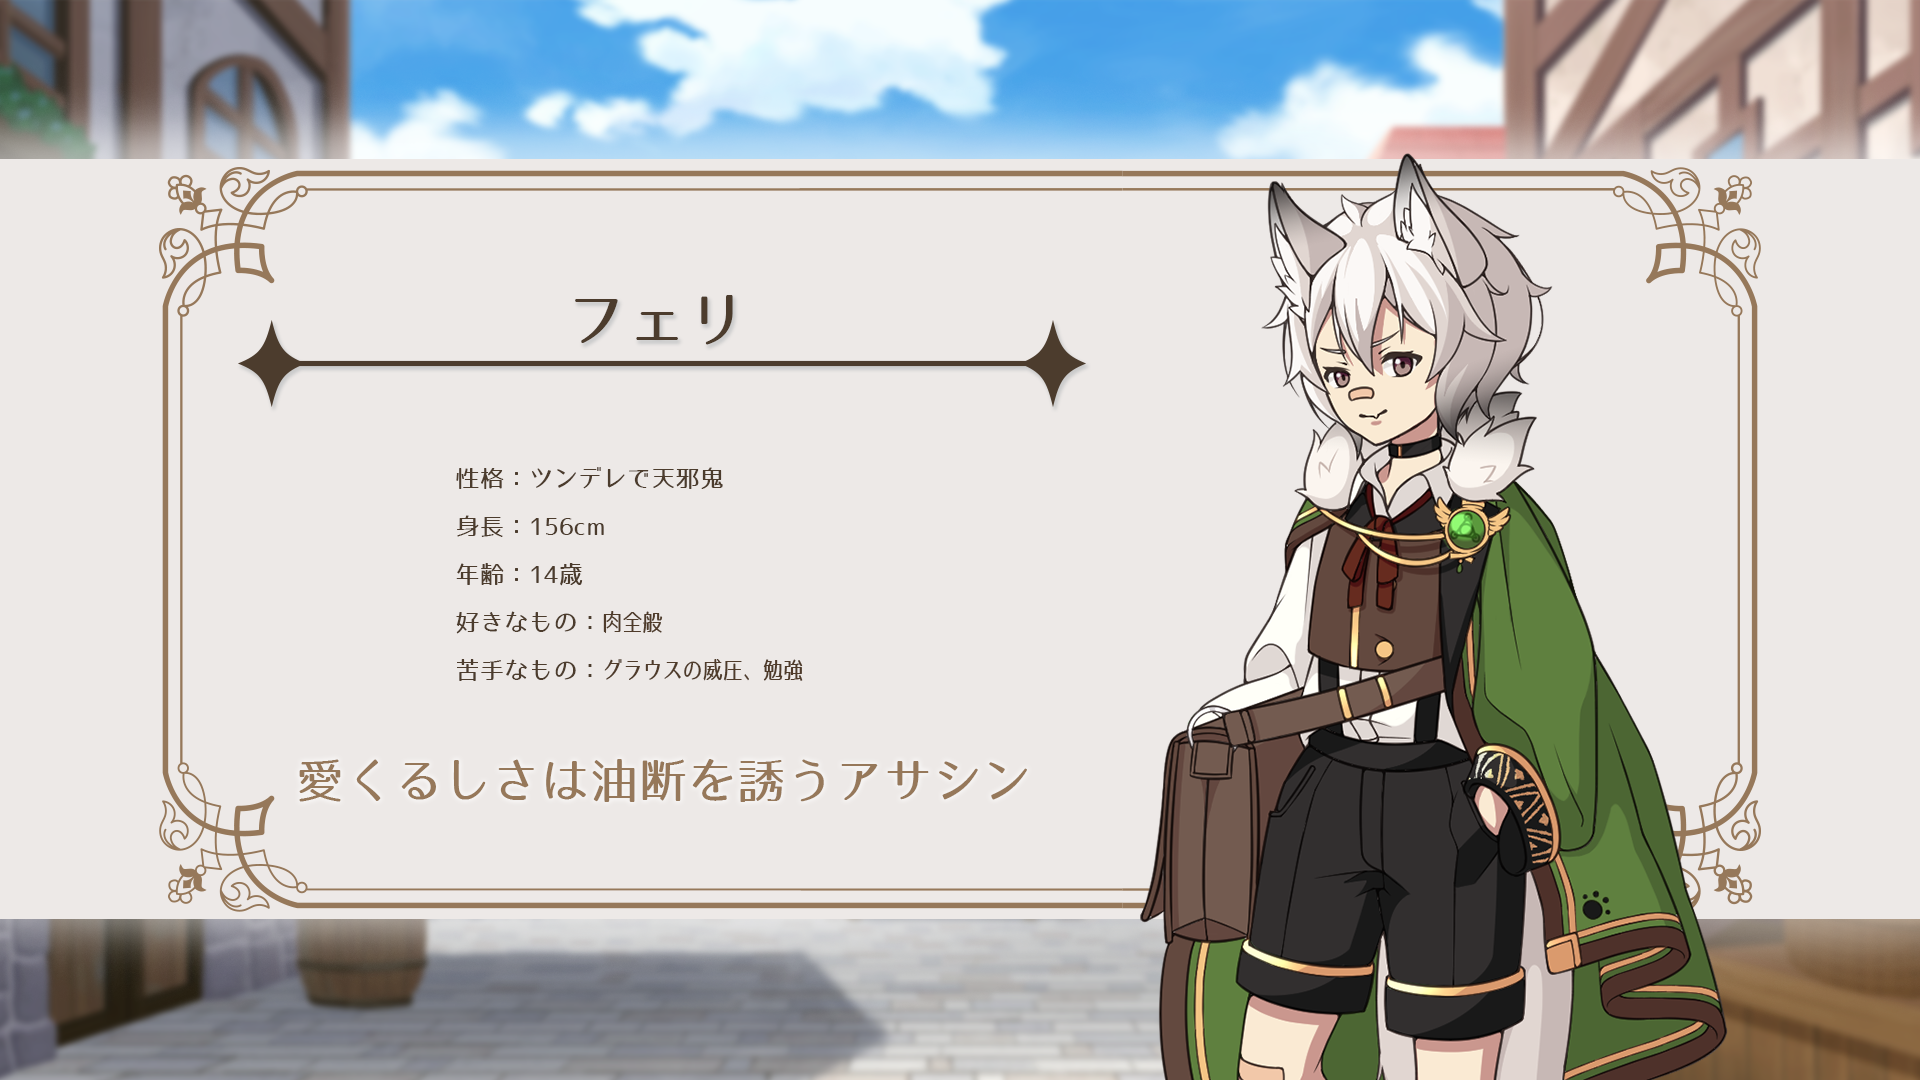 フェリ
性格：ツンデレで天邪鬼
身長：156cm
年齢：14歳
好きなもの：肉全般
苦手なもの：グラウスの威圧、勉強
愛くるしさは油断を誘うアサシン